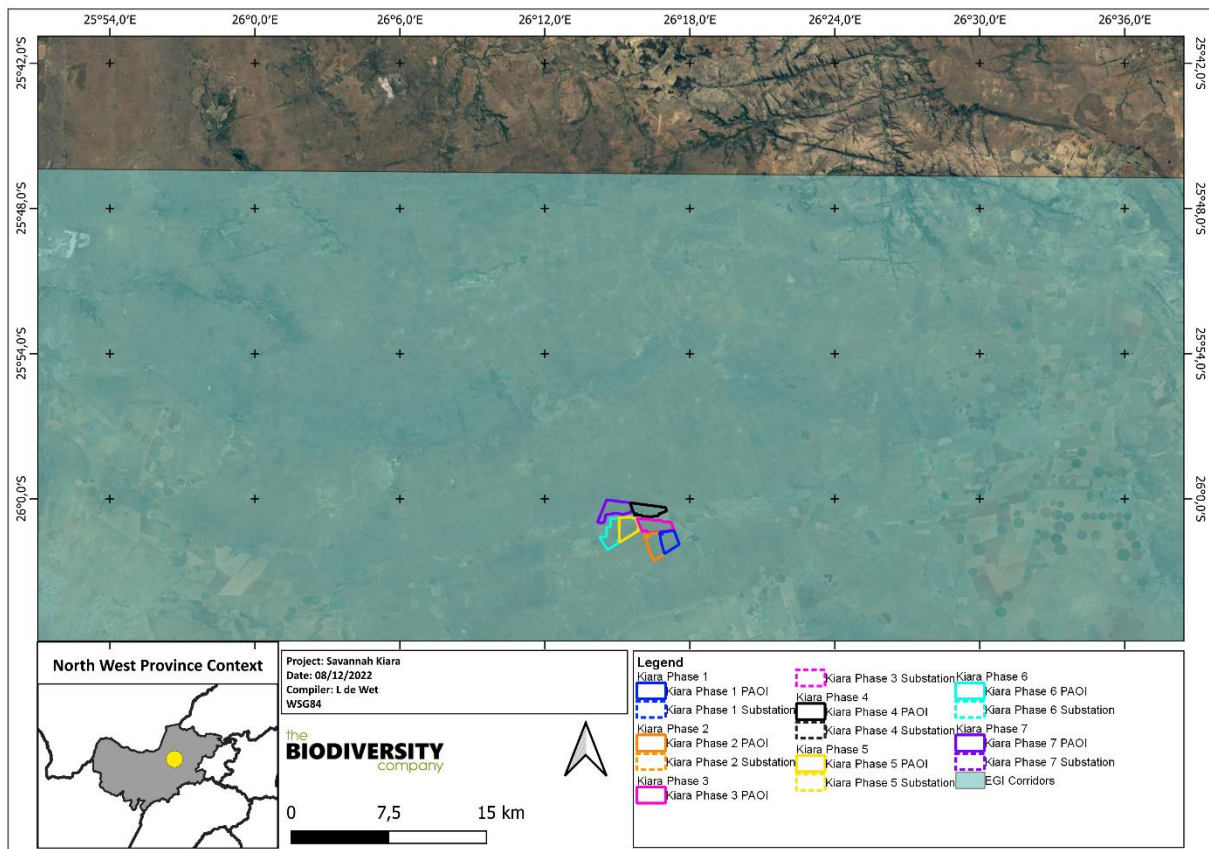 25°54,0'E 26°0,0'E 26°6,0'E 26°12,0'E 26°18,0'E 26°24,0'E 26°30,0'E 26°36,0'E
25°42,0'S 25°42,0'S
25°48,0'S 25°48,0'S
25°54,0'S 25°54,0'S
26°0,0'S 26°0,0'S
North West Province Context
Project: Savannah Kiara
Date: 08/12/2022
Compiler: L de Wet
WSG84
the
BIODIVERSITY
company
0 7,5 15 km
Legend
Kiara Phase 1
Kiara Phase 1 PAOI
Kiara Phase 1 Substation
Kiara Phase 2
Kiara Phase 2 PAOI
Kiara Phase 2 Substation
Kiara Phase 3
Kiara Phase 3 PAOI
Kiara Phase 3 Substation
Kiara Phase 4
Kiara Phase 4 PAOI
Kiara Phase 4 Substation
Kiara Phase 5
Kiara Phase 5 PAOI
Kiara Phase 5 Substation
Kiara Phase 6
Kiara Phase 6 PAOI
Kiara Phase 6 Substation
Kiara Phase 7
Kiara Phase 7 PAOI
Kiara Phase 7 Substation
EGI Corridors